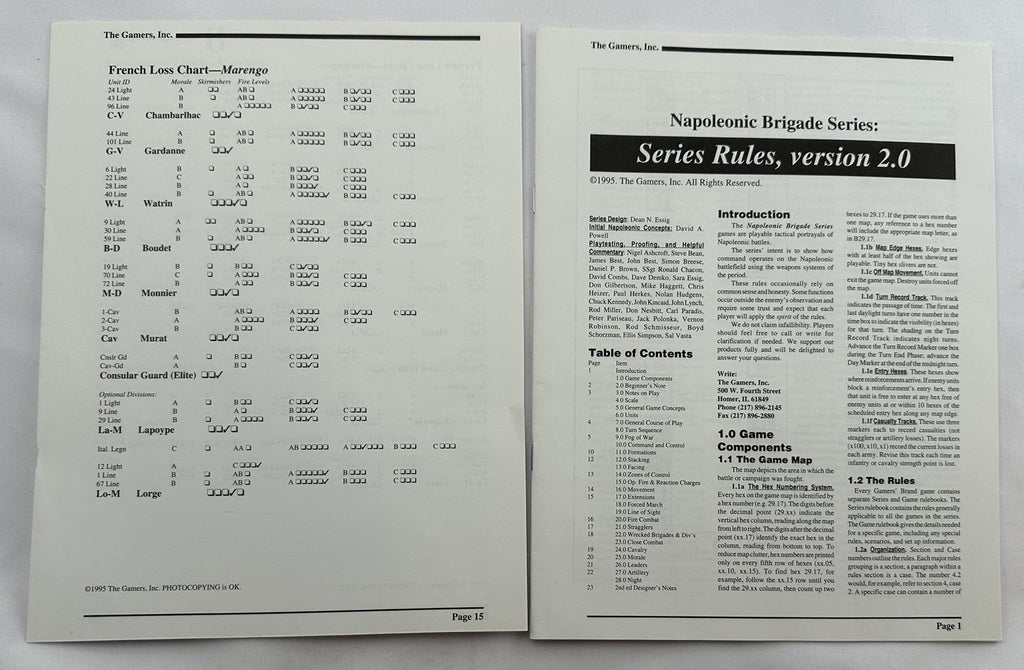 The Gamers, Inc.
French Loss Chart—Marengo
Unit ID Morale Skirmishers Fire Levels
24 Light A ❏❏ AB ❏ A ❏❏❏❏❏ B ❏/❏❏ C ❏❏❏
43 Line B ❏ AB ❏ A ❏❏❏❏❏ B ❏/❏❏ C ❏❏❏
96 Line B A ❏❏❏❏❏ B ❏/❏❏ C ❏❏❏
C-V Chambarlhac ❏❏/❏
44 Line A ❏ AB ❏ A ❏❏❏❏❏ B ❏/❏❏ C ❏❏❏
101 Line B ❏ AB ❏ A ❏❏❏❏❏ B ❏/❏❏ C ❏❏❏
G-V Gardanne ❏❏/
6 Light B ❏ A ❏ B ❏❏/❏ C ❏❏❏
22 Line C A ❏❏ B ❏❏/❏ C ❏❏❏
28 Line B A ❏ B ❏❏❏/ C ❏❏❏
40 Line B ❏ AB ❏ A ❏❏❏❏❏/ B ❏❏❏ C ❏❏❏
W-L Watrin ❏❏❏/❏
9 Light A ❏❏ AB ❏ A ❏❏❏❏❏ B ❏❏/❏ C ❏❏❏
30 Line A A ❏❏❏❏ B ❏/❏❏ C ❏❏❏
59 Line B ❏ AB ❏ A ❏❏❏❏❏/ B ❏❏❏ C ❏❏❏
B-D Boudet ❏❏❏/
19 Light B ❏ B ❏❏ C ❏/❏❏
70 Line C ❏ A ❏❏❏ B ❏❏/❏ C ❏❏❏
72 Line B A ❏❏❏ B ❏❏/❏ C ❏❏❏
M-D Monnier ❏❏/❏
1-Cav B AB ❏ A ❏❏❏❏ B ❏❏/❏ C ❏❏❏
2-Cav A A ❏❏❏❏❏ B ❏❏/❏ C ❏❏❏
3-Cav B B ❏❏ C ❏/❏❏
Cav Murat ❏❏/❏
Cnslr Gd A ❏ B ❏❏ C ❏❏/❏
Cav-Gd A B ❏ C ❏❏/❏
Consular Guard (Elite) ❏❏/
Optional Divisions:
1 Light A ❏ B ❏❏ C ❏❏/❏
9 Line B A ❏ B ❏❏❏/ C ❏❏❏
29 Line B ❏ A ❏❏❏❏ B ❏❏/❏ C ❏❏❏
La-M Lapoype ❏❏/❏
Ital. Legn C ❏ AA ❏ AB ❏❏❏❏❏ A ❏/❏❏❏ B ❏❏❏ C ❏❏❏
12 Light A C ❏❏❏/
1 Line B ❏ AB ❏ A ❏❏❏❏❏/ B ❏❏❏ C ❏❏❏
67 Line B ❏ AB ❏ A ❏❏❏❏❏/ B ❏❏❏ C ❏❏❏
Lo-M Lorge ❏❏❏/❏
©1995 The Gamers, Inc. PHOTOCOPYING is OK.
Page 15
The Gamers, Inc.
Napoleonic Brigade Series:
Series Rules, version 2.0
©1995. The Gamers, Inc. All Rights Reserved.
Series Design: Dean N. Essig
Initial Napoleonic Concepts: David A.
Powell
Playtesting, Proofing, and Helpful
Commentary: Nigel Ashcroft, Steve Bean,
James Best, John Best, Simon Breese,
Daniel P. Brown, SSgt Ronald Chacon,
David Combs, Dave Demko, Sara Essig,
Don Gilbertson, Mike Haggett, Chris
Heizer, Paul Herkes, Nolan Hudgens,
Chuck Kennedy, John Kincaid, John Lynch,
Rod Miller, Don Nesbitt, Carl Paradis,
Peter Pariseau, Jack Polonka, Vernon
Robinson, Rod Schmisseur, Boyd
Schorzman, Ellis Simpson, Sal Vasta
Table of Contents
Page Item
1 Introduction
1.0 Game Components
2 2.0 Beginner's Note
3 3.0 Notes on Play
4.0 Scale
5.0 General Game Concepts
6.0 Units
4 7.0 General Course of Play
8.0 Turn Sequence
5 9.0 Fog of War
10.0 Command and Control
10 11.0 Formations
12 12.0 Stacking
13.0 Facing
13 14.0 Zones of Control
15.0 Op. Fire & Reaction Charges
14 16.0 Movement
15 17.0 Extensions
18.0 Forced March
19.0 Line of Sight
16 20.0 Fire Combat
17 21.0 Stragglers
18 22.0 Wrecked Brigades & Div's
23.0 Close Combat
19 24.0 Cavalry
20 25.0 Morale
21 26.0 Leaders
22 27.0 Artillery
28.0 Night
23 2nd ed Designer's Notes
Introduction
The Napoleonic Brigade Series
games are playable tactical portrayals of
Napoleonic battles.
The series' intent is to show how
command operates on the Napoleonic
battlefield using the weapons systems of
the period.
These rules occasionally rely on
common sense and honesty. Some functions
occur outside the enemy's observation and
require some trust and expect that each
player will apply the spirit of the rules.
We do not claim infallibility. Players
should feel free to call or write for
clarification if needed. We support our
products fully and will be delighted to
answer your questions.
Write:
The Gamers, Inc.
500 W. Fourth Street
Homer, IL 61849
Phone (217) 896-2145
Fax (217) 896-2880
1.0 Game
Components
1.1 The Game Map
The map depicts the area in which the
battle or campaign was fought.
1.1a The Hex Numbering System.
Every hex on the game map is identified by
a hex number (e.g. 29.17). The digits before
the decimal point (29.xx) indicate the
vertical hex column, reading along the map
from left to right. The digits after the decimal
point (xx.17) identify the exact hex in the
column, reading from bottom to top. To
reduce map clutter, hex numbers are printed
only on every fifth row of hexes (xx.05,
xx.10, xx.15). To find hex 29.17, for
example, follow the xx.15 row until you
find the 29.xx column, then count up two
hexes to 29.17. If the game uses more than
one map, any reference to a hex number
will include the appropriate map letter, as
in B29.17.
1.1b Map Edge Hexes. Edge hexes
with at least half of the hex showing are
playable. Tiny hex slivers are not.
1.1c Off Map Movement. Units cannot
exit the game map. Destroy units forced off
the map.
1.1d Turn Record Track. This track
indicates the passage of time. The first and
last daylight turns have one number in the
time box to indicate the visibility (in hexes)
for that turn. The shading on the Turn
Record Track indicates night turns.
Advance the Turn Record Marker one box
during the Turn End Phase; advance the
Day Marker at the end of the midnight turn.
1.1e Entry Hexes. These hexes show
where reinforcements arrive. If enemy units
block a reinforcement's entry hex, then
that unit is free to enter at any hex free of
enemy units at or within 10 hexes of the
scheduled entry hex along any map edge.
1.1f Casualty Tracks. These use three
markers each to record casualties (not
stragglers or artillery losses). The markers
(x100, x10, x1) record the current losses in
each army. Revise this track each time an
infantry or cavalry strength point is lost.
1.2 The Rules
Every Gamers' Brand game contains
separate Series and Game rulebooks. The
Series rulebook contains the rules generally
applicable to all the games in the series.
The Game rulebook gives the details needed
for a specific game, including any special
rules, scenarios, and set up information.
1.2a Organization. Section and Case
numbers outline the rules. Each major rules
grouping is a section; a paragraph within a
rules section is a case. The number 4.2
would, for example, refer to section 4, case
2. A specific case can contain a number of
Page 1